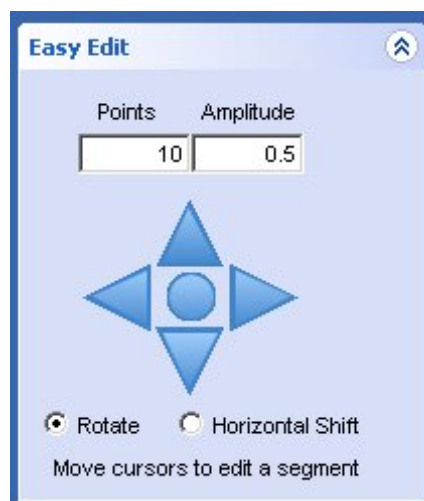 Easy Edit
Points Amplitude
10 0.5
Rotate Horizontal Shift
Move cursors to edit a segment